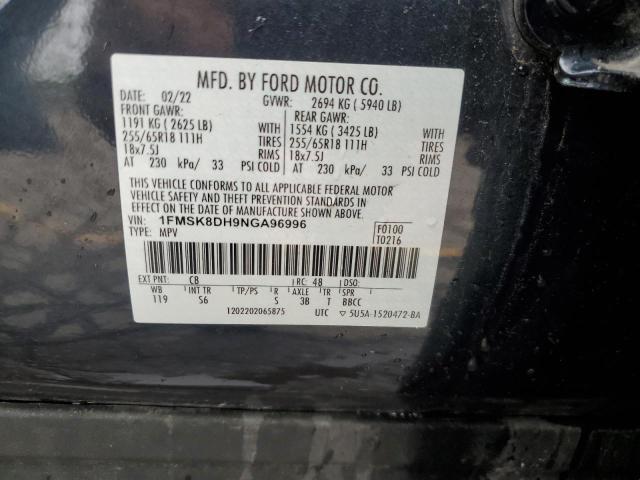 MFD. BY FORD MOTOR CO.
DATE: 02/22 GVWR: 2694 KG ( 5940 LB)
FRONT GAWR: REAR GAWR:
1191 KG ( 2625 LB) WITH 1554 KG ( 3425 LB) WITH
255/65R18 111H TIRES 255/65R18 111H TIRES
18x7.5J RIMS 18x7.5J RIMS
AT 230 kPa/ 33 PSI COLD AT 230 kPa/ 33 PSI COLD
THIS VEHICLE CONFORMS TO ALL APPLICABLE FEDERAL MOTOR
VEHICLE SAFETY AND THEFT PREVENTION STANDARDS IN
EFFECT ON THE DATE OF MANUFACTURE SHOWN ABOVE.
VIN: 1FMSK8DH9NGA96996 F0100
TYPE: MPV T0216
EXT PNT: CB RC: 48 DSO:
WB INT TR TP/PS R AXLE TR SPR
119 S6 S 3B T BBCC
1202202065875 UTC ▽ 5U5A-1520472-BA